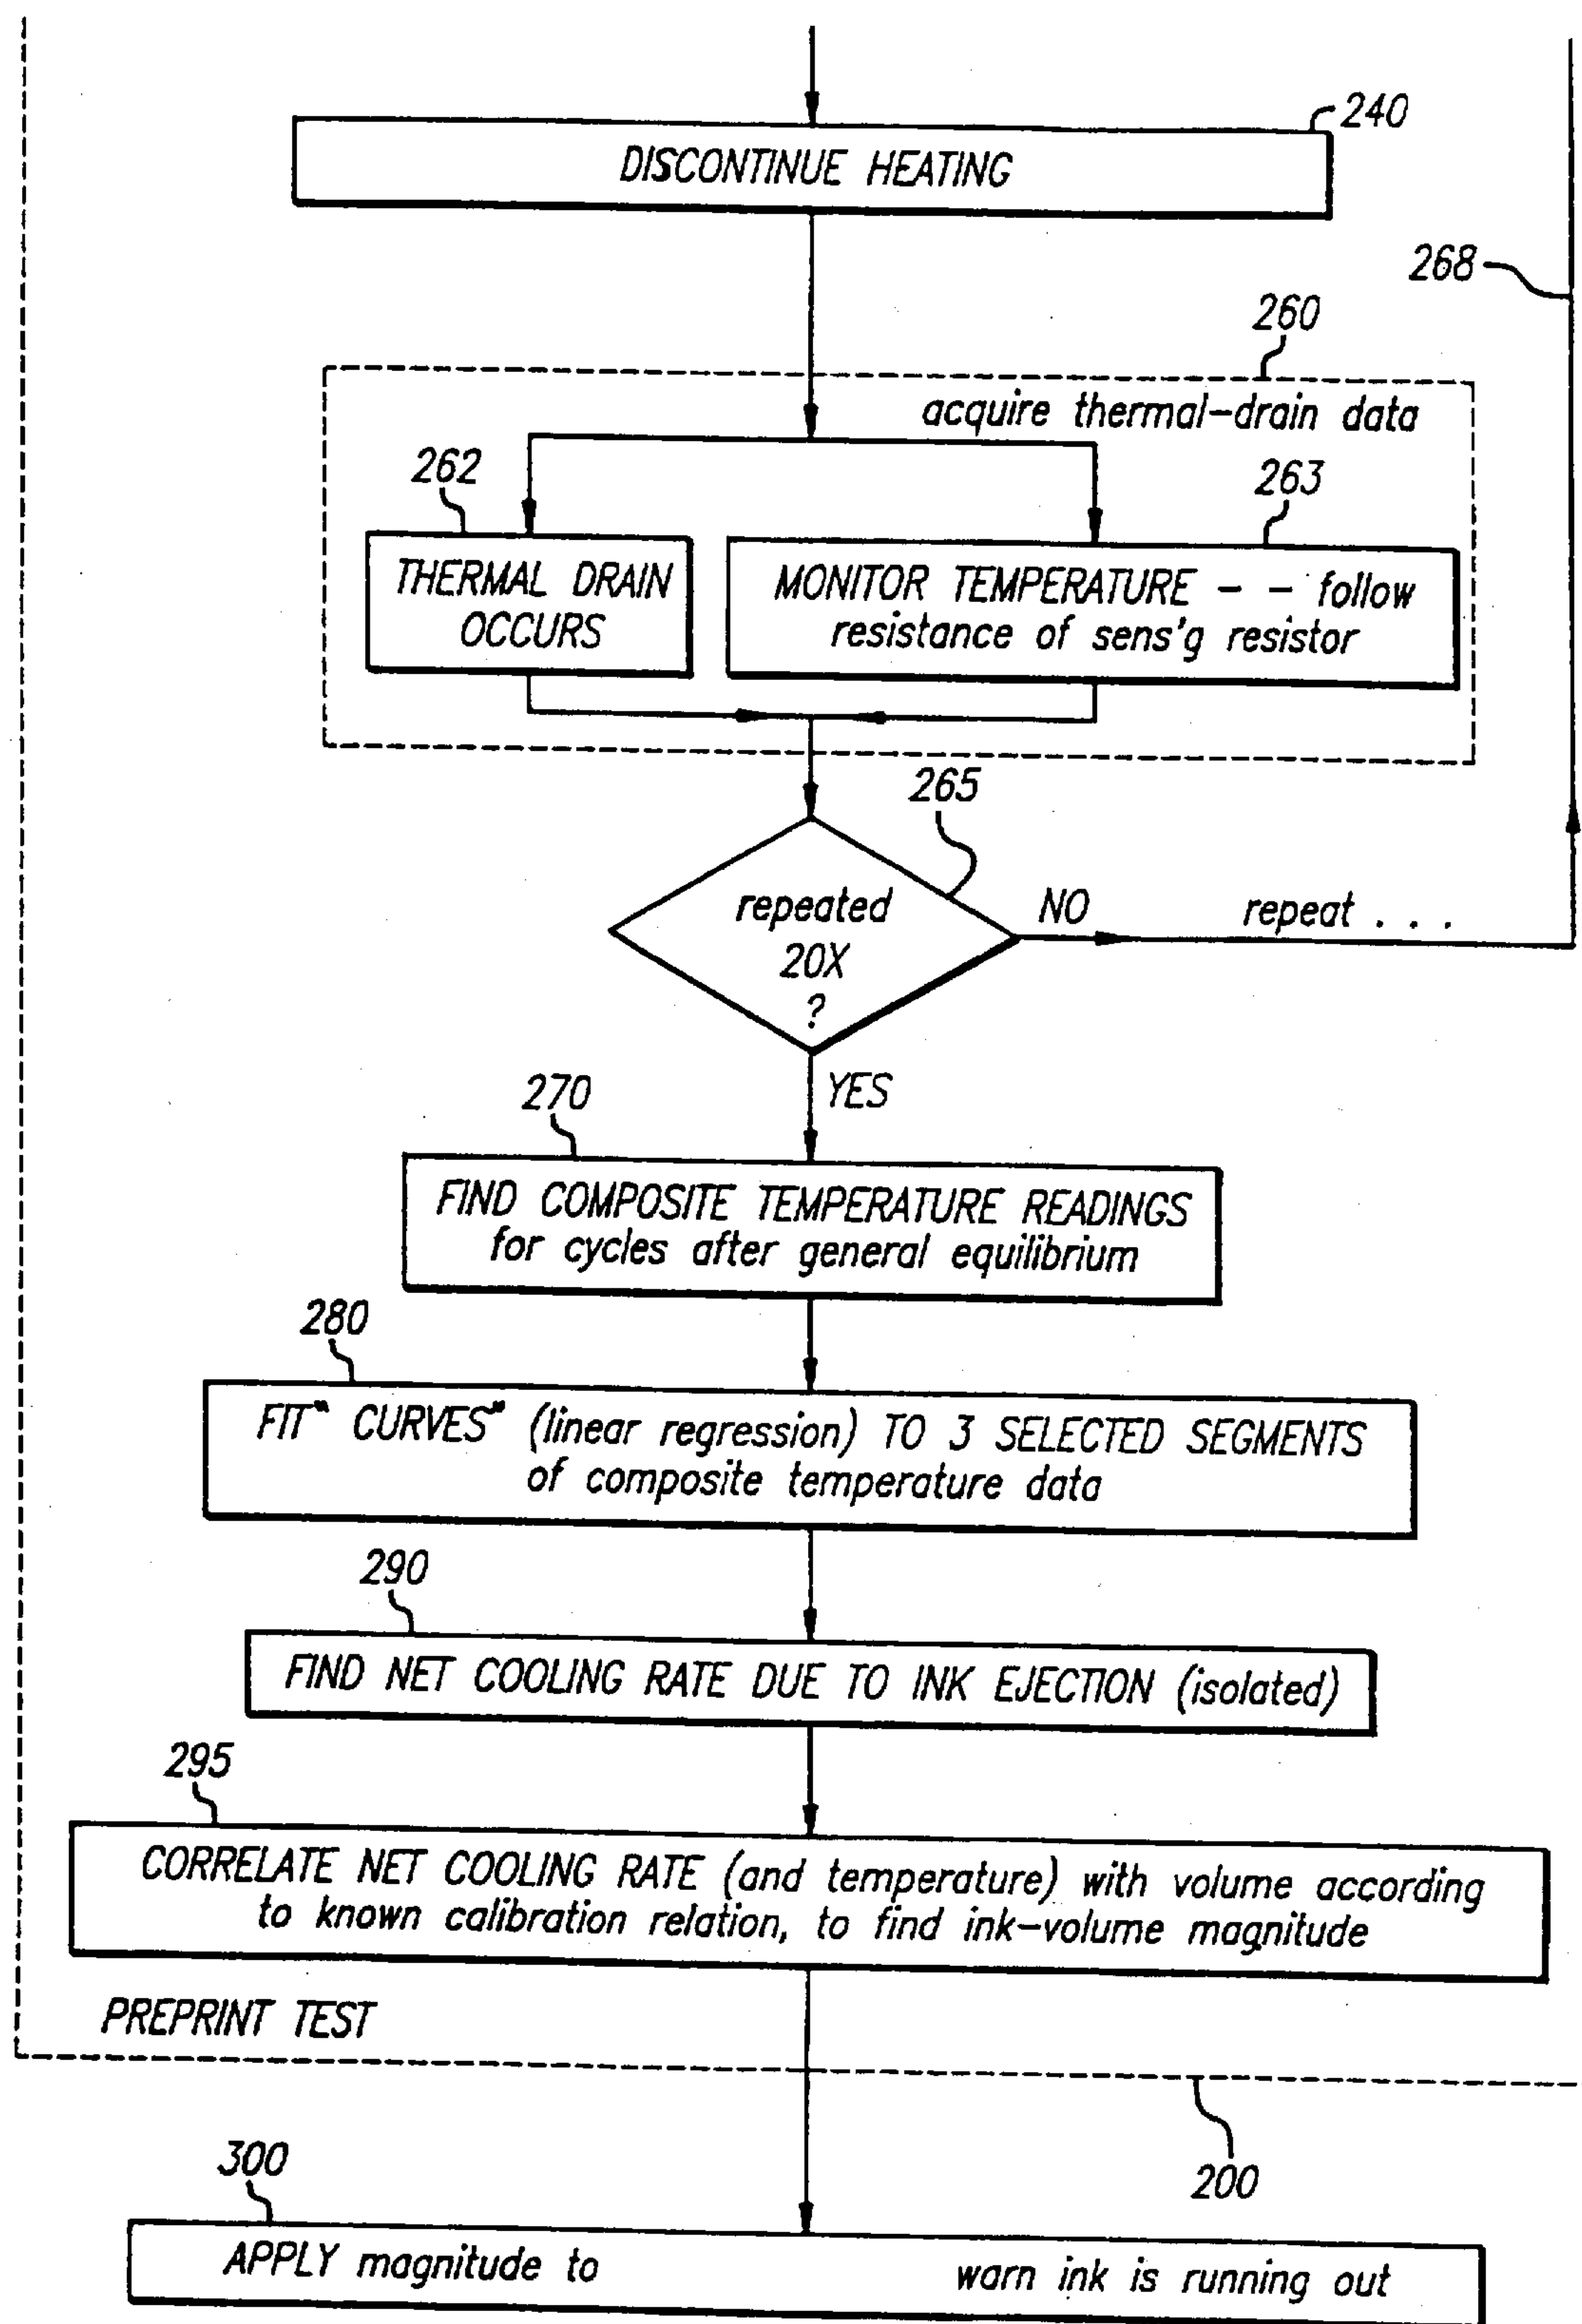 240
DISCONTINUE HEATING
268
260
acquire thermal-drain data
262
263
THERMAL DRAIN
OCCURS
MONITOR TEMPERATURE - - follow
resistance of sens'g resistor
265
repeated
20X
?
NO
repeat . . .
YES
270
FIND COMPOSITE TEMPERATURE READINGS
for cycles after general equilibrium
280
FIT" CURVES" (linear regression) TO 3 SELECTED SEGMENTS
of composite temperature data
290
FIND NET COOLING RATE DUE TO INK EJECTION (isolated)
295
CORRELATE NET COOLING RATE (and temperature) with volume according
to known calibration relation, to find ink-volume magnitude
PREPRINT TEST
200
300
APPLY magnitude to warn ink is running out